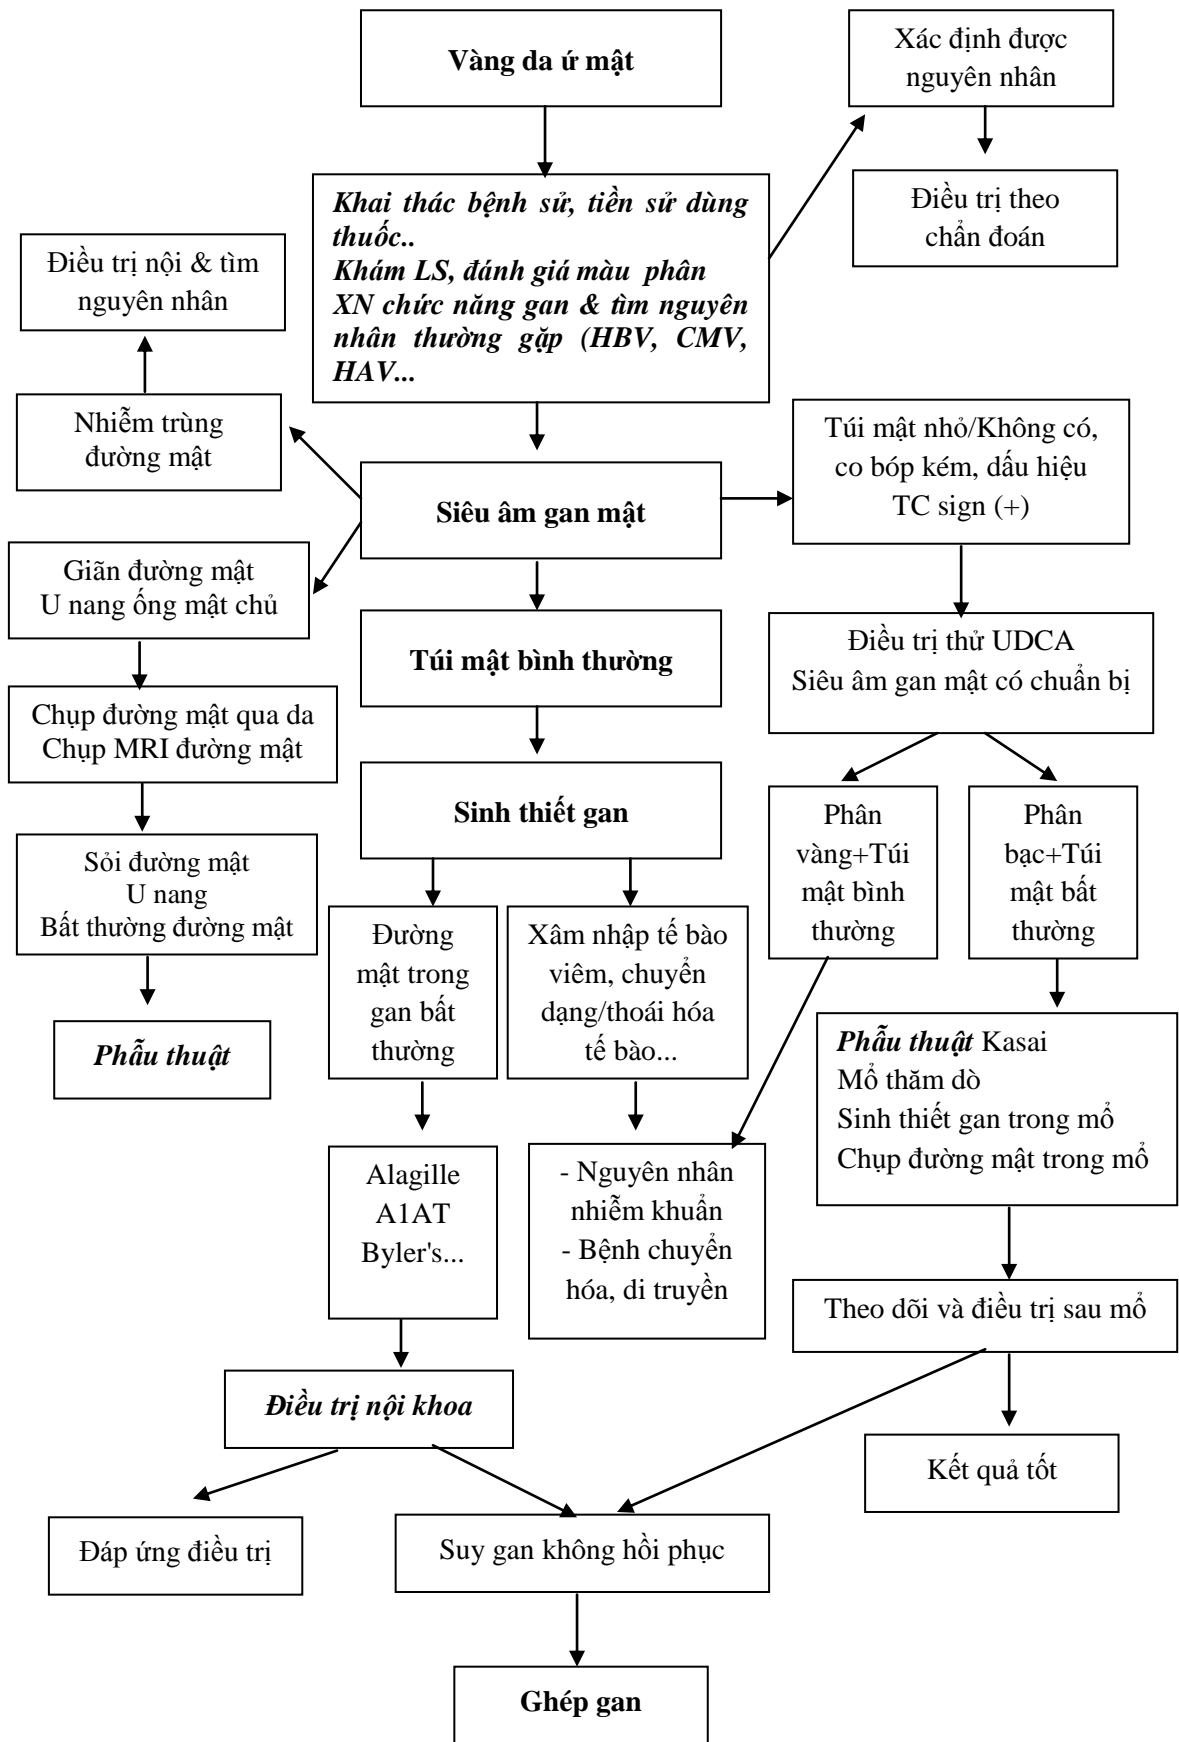 Vàng da ứ mật
Xác định được
nguyên nhân
Điều trị theo
chẩn đoán
Khai thác bệnh sử, tiền sử dùng
thuốc..
Khám LS, đánh giá màu phân
XN chức năng gan & tìm nguyên
nhân thường gặp (HBV, CMV,
HAV...
Điều trị nội & tìm
nguyên nhân
Nhiễm trùng
đường mật
Siêu âm gan mật
Túi mật nhỏ/Không có,
co bóp kém, dấu hiệu
TC sign (+)
Giãn đường mật
U nang ống mật chủ
Túi mật bình thường
Điều trị thử UDCA
Siêu âm gan mật có chuẩn bị
Chụp đường mật qua da
Chụp MRI đường mật
Sinh thiết gan
Phân
vàng+Túi
mật bình
thường
Phân
bạc+Túi
mật bất
thường
Sỏi đường mật
U nang
Bất thường đường mật
Phẫu thuật
Đường
mật trong
gan bất
thường
Xâm nhập tế bào
viêm, chuyển
dạng/thoái hóa
tế bào...
Phẫu thuật Kasai
Mổ thăm dò
Sinh thiết gan trong mổ
Chụp đường mật trong mổ
Alagille
A1AT
Byler's...
- Nguyên nhân
nhiễm khuẩn
- Bệnh chuyển
hóa, di truyền
Theo dõi và điều trị sau mổ
Điều trị nội khoa
Kết quả tốt
Đáp ứng điều trị
Suy gan không hồi phục
Ghép gan